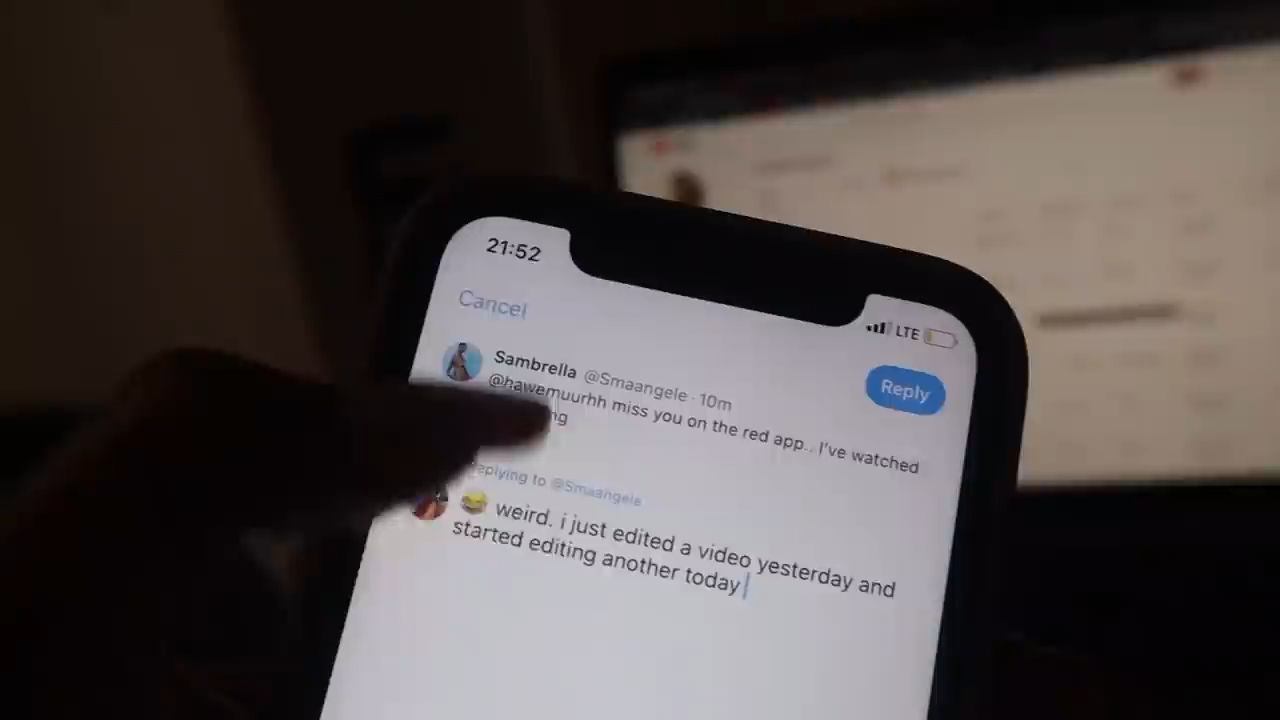 21:52
LTE
Cancel
Reply
Sambrella @Smaangele · 10m
@hawemuurhh miss you on the red app.. I've watched
Replying to @Smaangele
😂 weird. i just edited a video yesterday and
started editing another today